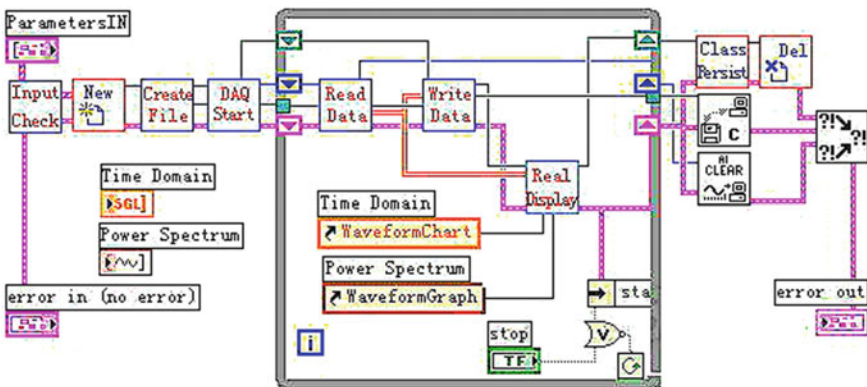 ParametersIN
Input
Check
New
Create
File
DAQ
Start
Read
Data
Write
Data
Class
Persist
Del
C
?!
?!
?!
AI
CLEAR
Real
Display
Time Domain
SGL
Power Spectrum
Time Domain
WaveformChart
Power Spectrum
WaveformGraph
error in (no error)
sta
error out
stop
V
TF
i